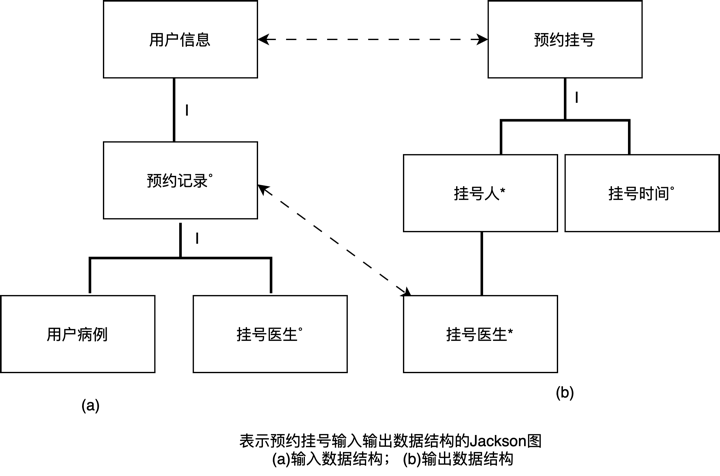 用户信息
预约挂号
I
I
预约记录°
挂号人*
挂号时间°
I
用户病例
挂号医生°
挂号医生*
(a)
(b)
表示预约挂号输入输出数据结构的Jackson图
(a)输入数据结构； (b)输出数据结构